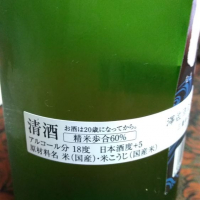 清酒 お酒は20歳になってから。
精米歩合60%
アルコール分 18度 日本酒度+5
原材料名 米(国産)・米こうじ(国産米)